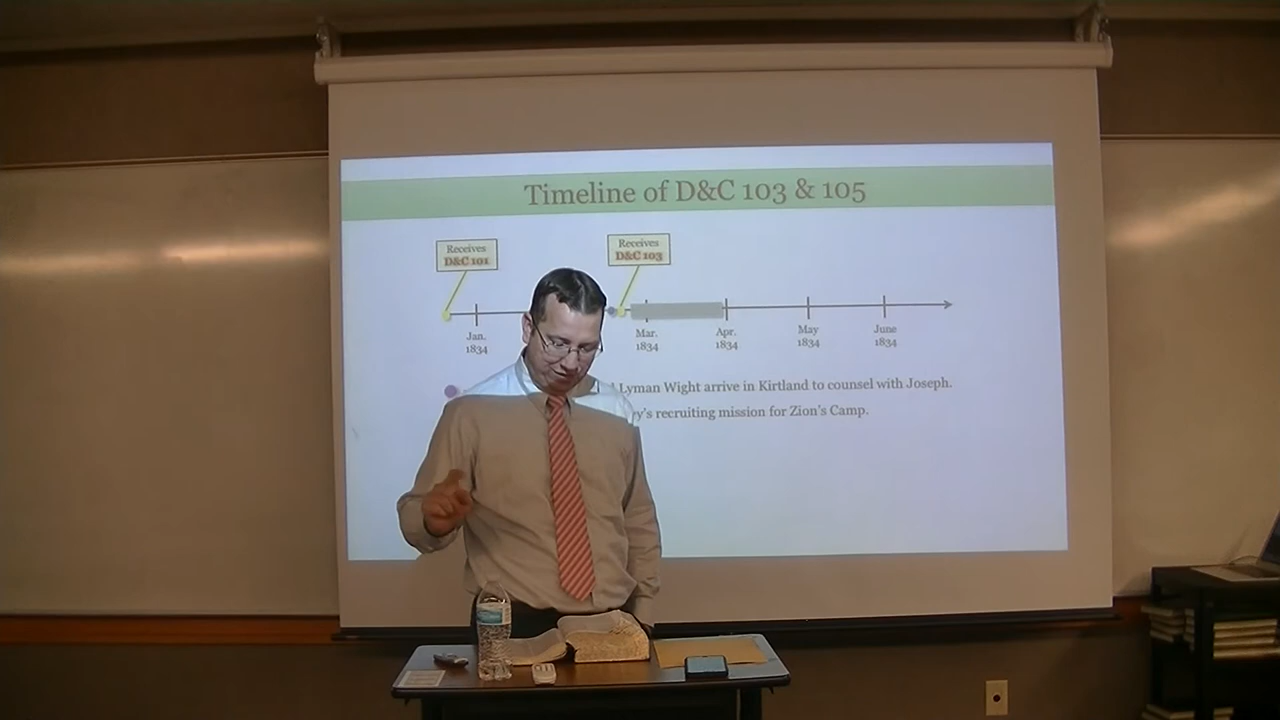 Timeline of D&C 103 & 105
Receives
D&C 101
Receives
D&C 103
Jan.
1834
Mar.
1834
Apr.
1834
May
1834
June
1834
Lyman Wight arrive in Kirtland to counsel with Joseph.
ry's recruiting mission for Zion's Camp.